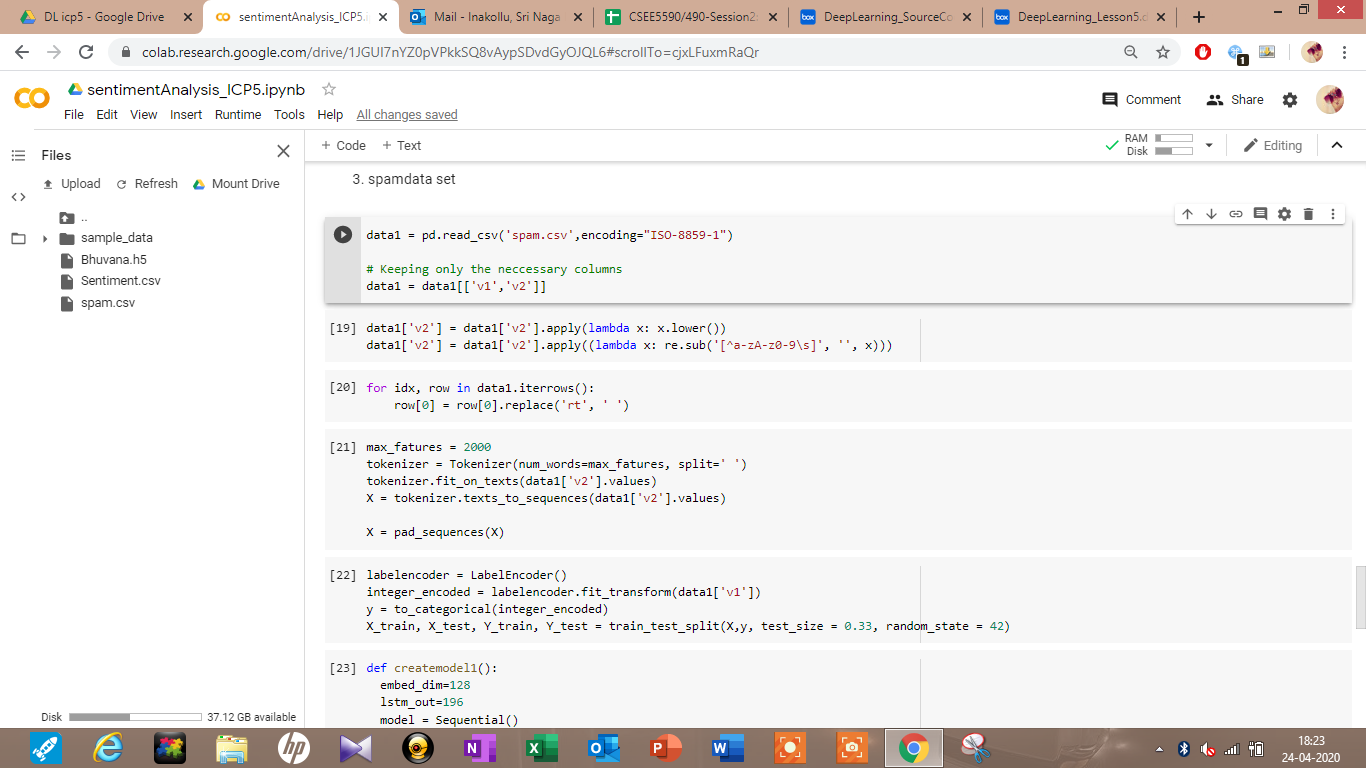 DL icp5 - Google Drive
sentimentAnalysis_ICP5.i
Mail - Inakollu, Sri Naga
CSEE5590/490-Session2
DeepLearning_SourceCo
DeepLearning_Lesson5.
colab.research.google.com/drive/1JGUI7nYZ0pVPkkSQ8vAypSDvdGyOJQL6#scrollTo=cjxLFuxmRaQr
1
sentimentAnalysis_ICP5.ipynb
File Edit View Insert Runtime Tools Help All changes saved
Comment
Share
Files
Upload Refresh Mount Drive
..
sample_data
Bhuvana.h5
Sentiment.csv
spam.csv
Disk 37.12 GB available
+ Code + Text
RAM
Disk
Editing
3. spamdata set
data1 = pd.read_csv('spam.csv',encoding="ISO-8859-1")
# Keeping only the neccessary columns
data1 = data1[['v1','v2']]
[19] data1['v2'] = data1['v2'].apply(lambda x: x.lower())
data1['v2'] = data1['v2'].apply((lambda x: re.sub('[^a-zA-z0-9\s]', '', x)))
[20] for idx, row in data1.iterrows():
row[0] = row[0].replace('rt', ' ')
[21] max_fatures = 2000
tokenizer = Tokenizer(num_words=max_fatures, split=' ')
tokenizer.fit_on_texts(data1['v2'].values)
X = tokenizer.texts_to_sequences(data1['v2'].values)
X = pad_sequences(X)
[22] labelencoder = LabelEncoder()
integer_encoded = labelencoder.fit_transform(data1['v1'])
y = to_categorical(integer_encoded)
X_train, X_test, Y_train, Y_test = train_test_split(X,y, test_size = 0.33, random_state = 42)
[23] def createmodel1():
embed_dim=128
lstm_out=196
model = Sequential()
18:23
24-04-2020